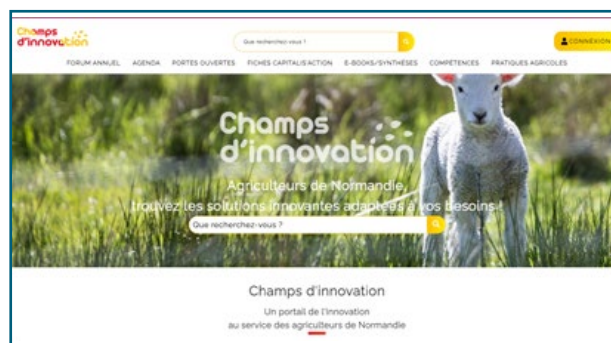 Champs
d'innovation
Que recherchez-vous ?
CONNEXION
FORUM ANNUEL AGENDA PORTES OUVERTES FICHES CAPITALIS'ACTION E-BOOKS/SYNTHÈSES COMPÉTENCES PRATIQUES AGRICOLES
Champs
d'innovation
Agriculteurs de Normandie,
trouvez les solutions innovantes adaptées à vos besoins !
Que recherchez-vous ?
Champs d'innovation
Un portail de l'Innovation
au service des agriculteurs de Normandie